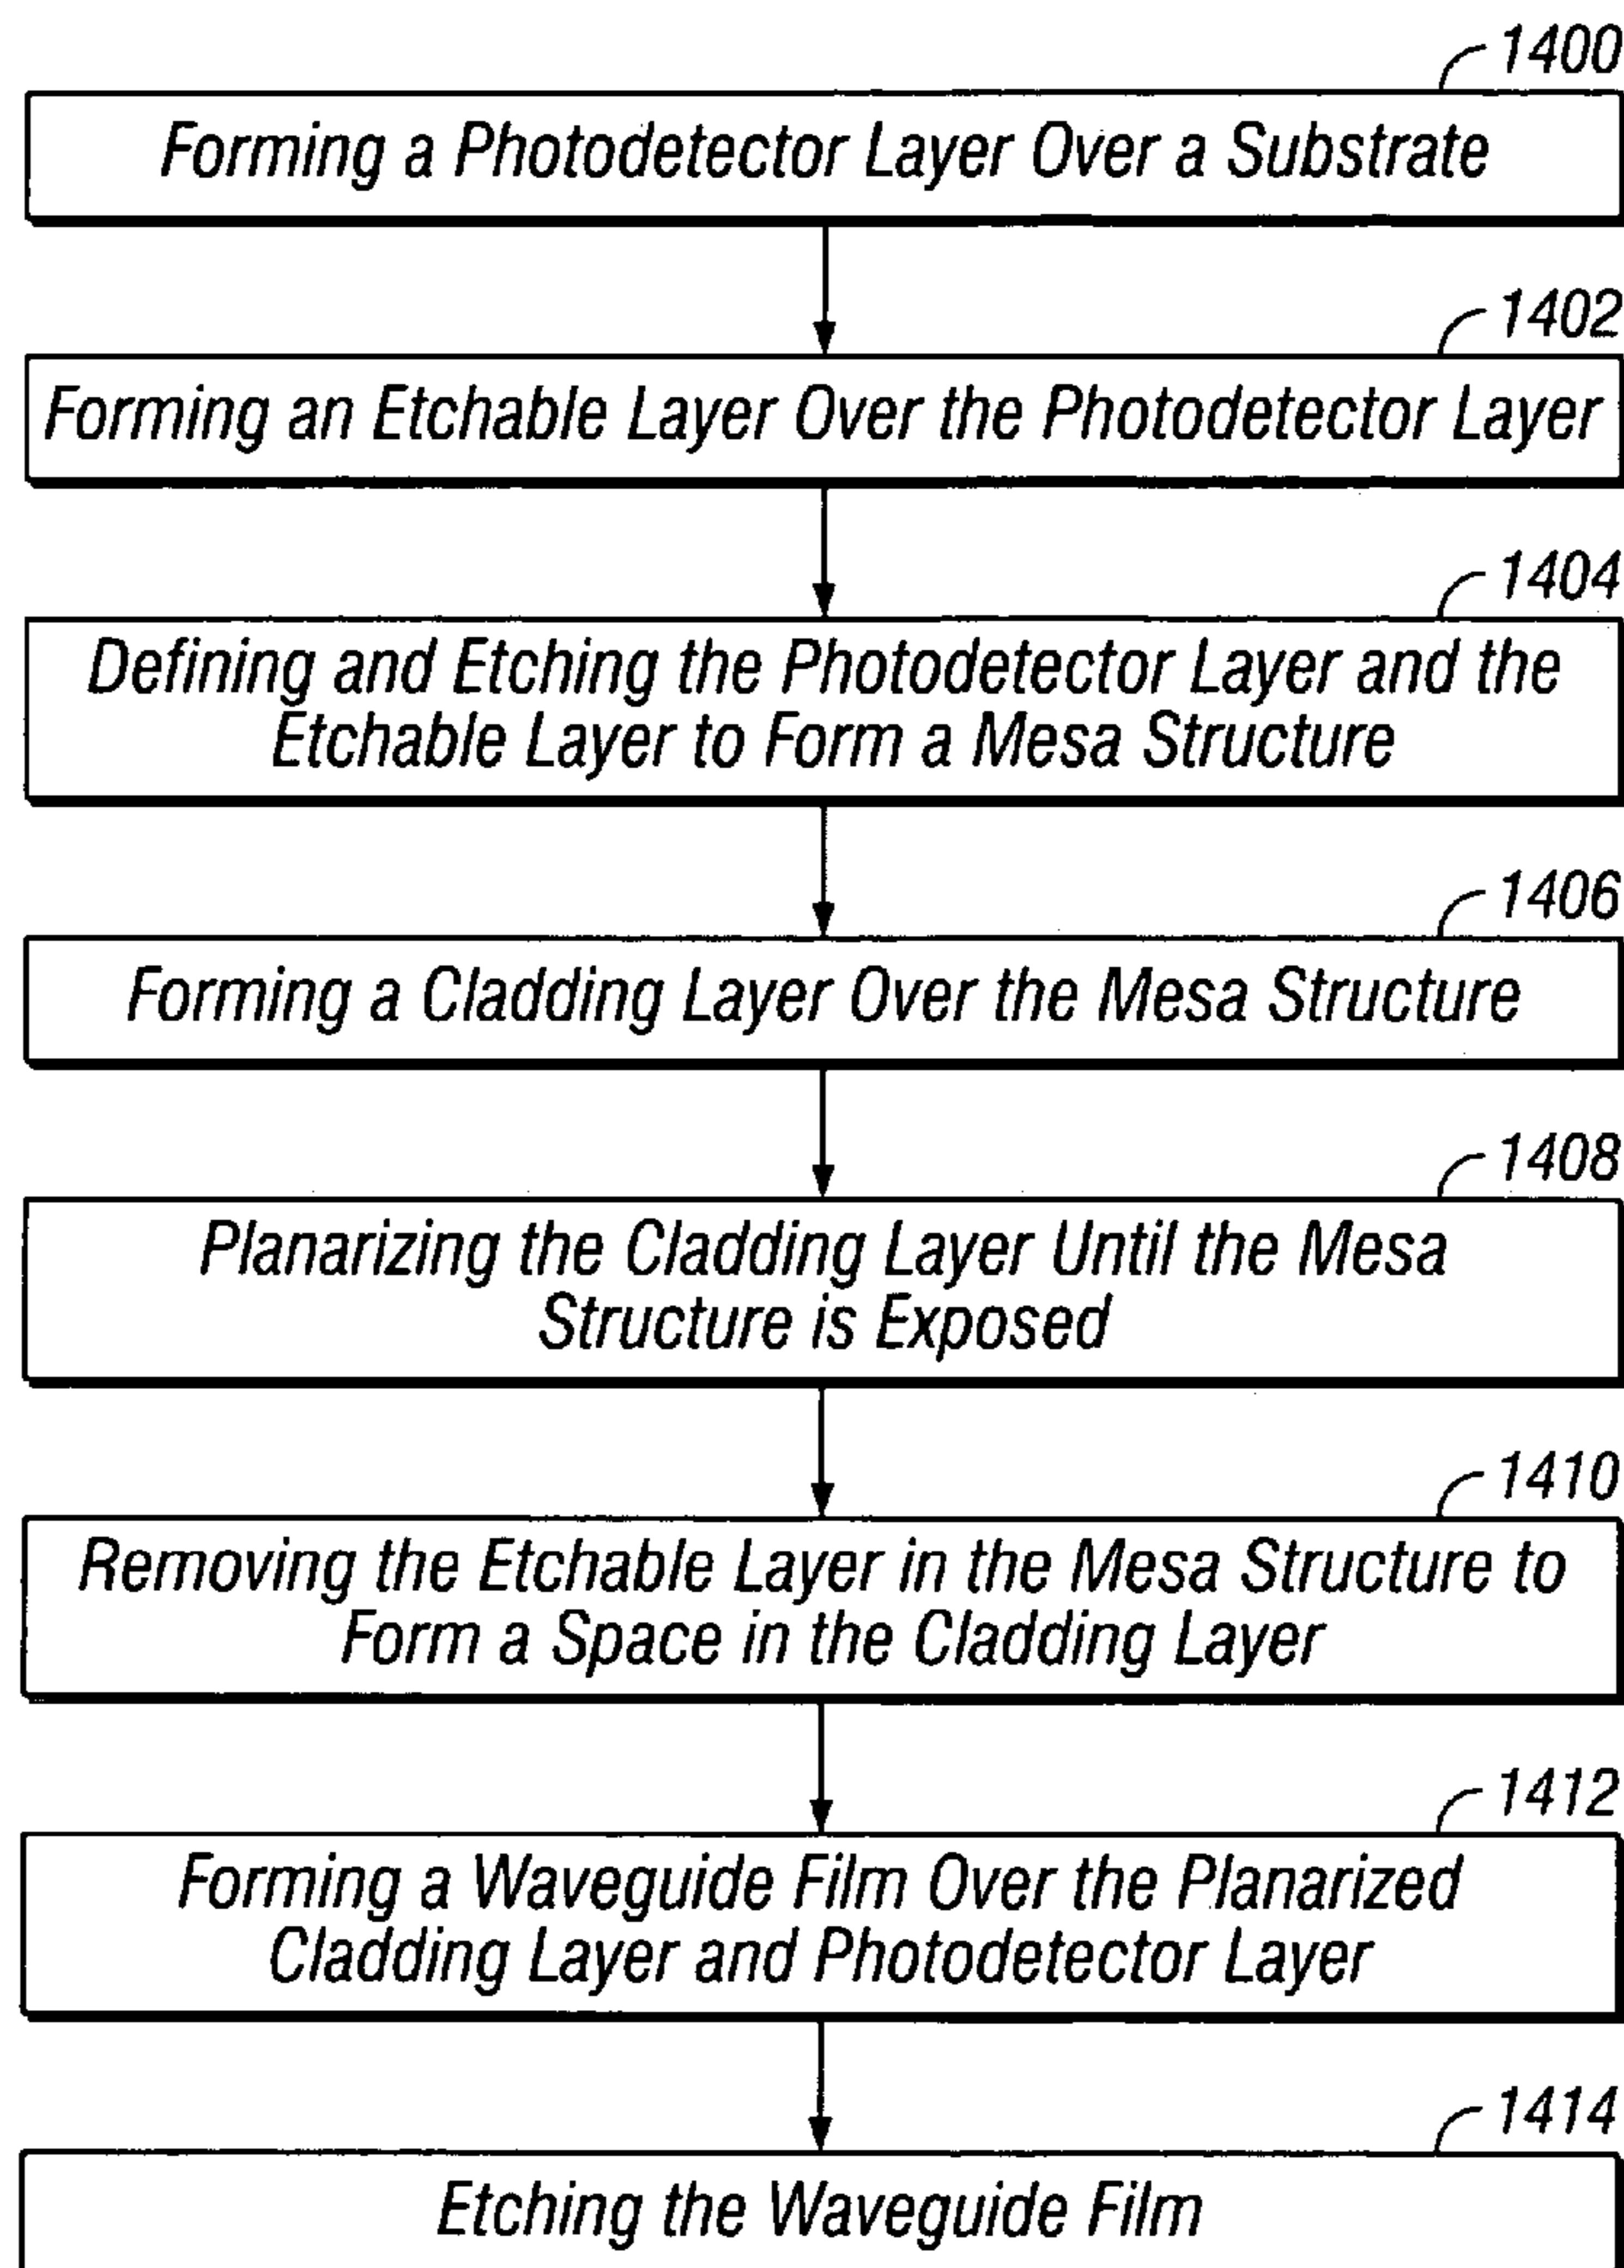 1400
Forming a Photodetector Layer Over a Substrate
1402
Forming an Etchable Layer Over the Photodetector Layer
1404
Defining and Etching the Photodetector Layer and the
Etchable Layer to Form a Mesa Structure
1406
Forming a Cladding Layer Over the Mesa Structure
1408
Planarizing the Cladding Layer Until the Mesa
Structure is Exposed
1410
Removing the Etchable Layer in the Mesa Structure to
Form a Space in the Cladding Layer
1412
Forming a Waveguide Film Over the Planarized
Cladding Layer and Photodetector Layer
1414
Etching the Waveguide Film